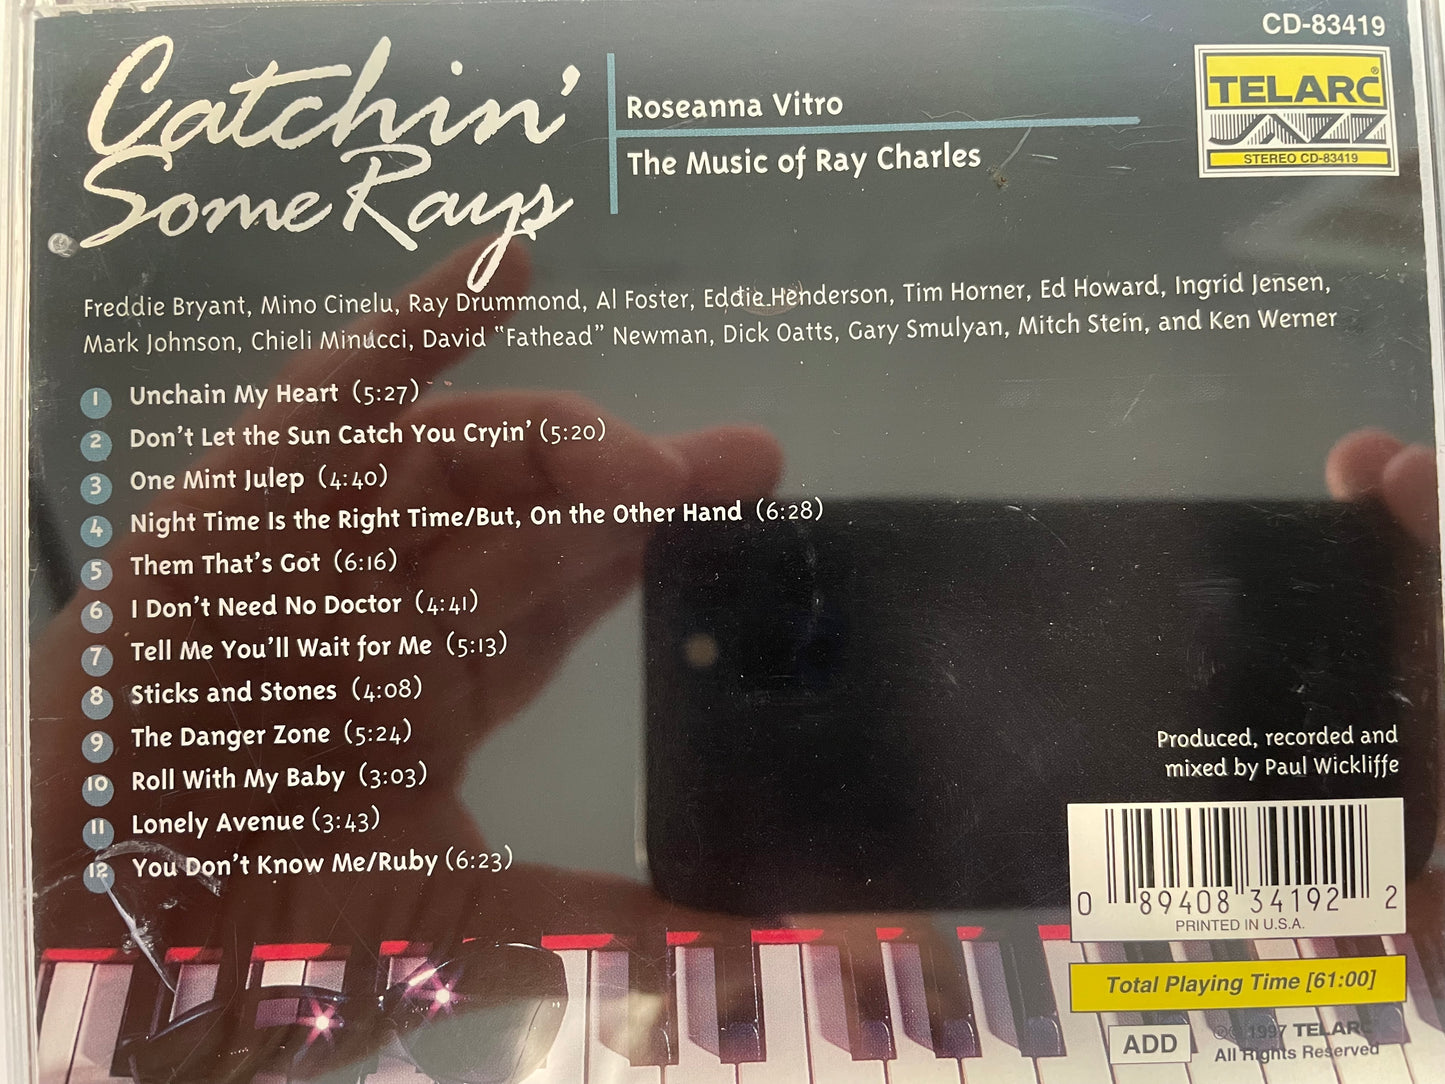 CD-83419
Catchin'
Some Rays
Roseanna Vitro
The Music of Ray Charles
TELARC®
JAZZ
STEREO CD-83419
Freddie Bryant, Mino Cinelu, Ray Drummond, Al Foster, Eddie Henderson, Tim Horner, Ed Howard, Ingrid Jensen,
Mark Johnson, Chieli Minucci, David "Fathead" Newman, Dick Oatts, Gary Smulyan, Mitch Stein, and Ken Werner
1 Unchain My Heart (5:27)
2 Don't Let the Sun Catch You Cryin' (5:20)
3 One Mint Julep (4:40)
4 Night Time Is the Right Time/But, On the Other Hand (6:28)
5 Them That's Got (6:16)
6 I Don't Need No Doctor (4:41)
7 Tell Me You'll Wait for Me (5:13)
8 Sticks and Stones (4:08)
9 The Danger Zone (5:24)
10 Roll With My Baby (3:03)
11 Lonely Avenue (3:43)
12 You Don't Know Me/Ruby (6:23)
Produced, recorded and
mixed by Paul Wickliffe
0 89408 34192 2
PRINTED IN U.S.A.
Total Playing Time [61:00]
ADD
℗© 1997 TELARC
All Rights Reserved